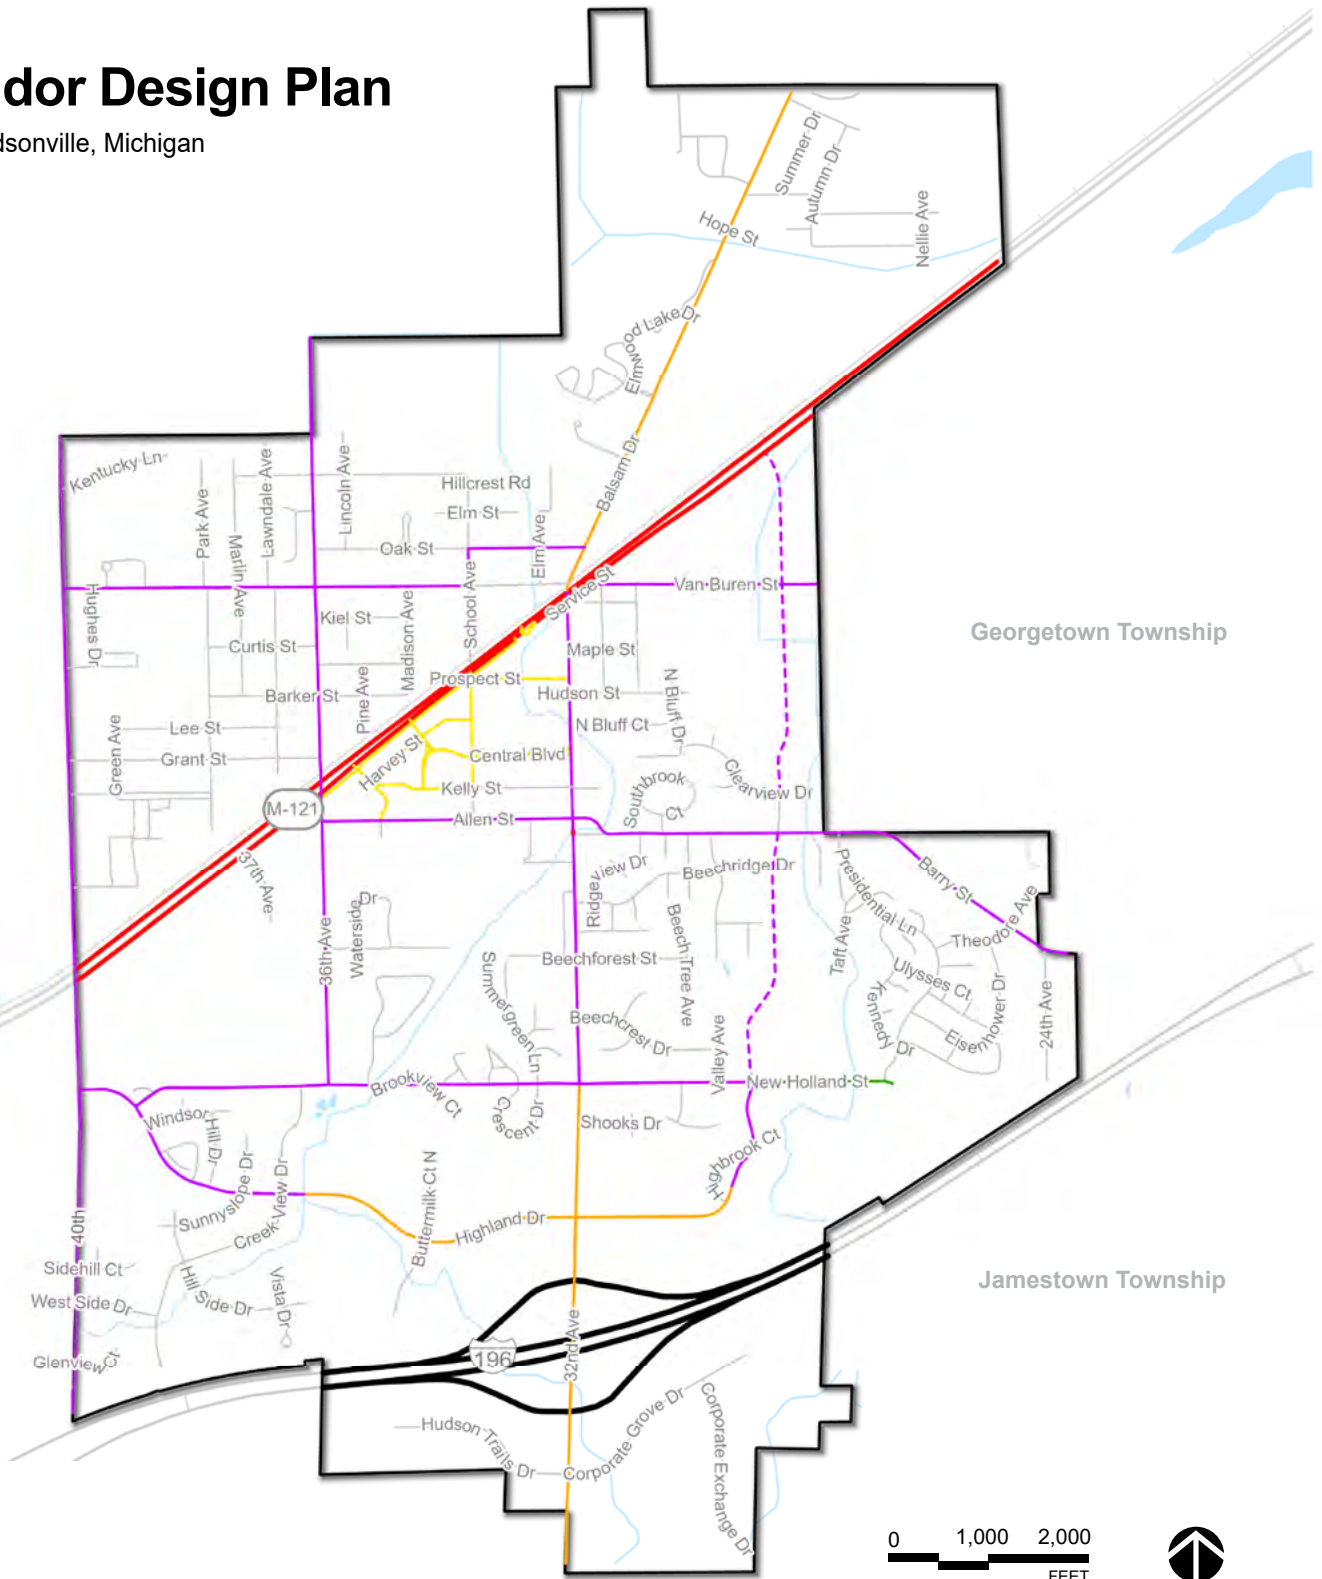 dor Design Plan
dsonville, Michigan
Summer Dr
Autumn Dr
Nellie Ave
Hope St
Elmwood Lake Dr
Balsam Dr
Kentucky Ln
Park Ave
Marlin Ave
Lawndale Ave
Lincoln Ave
Hillcrest Rd
Elm St
Oak St
Elm Ave
School Ave
Service St
Van Buren St
Hughes Dr
Kiel St
Madison Ave
Curtis St
Maple St
Georgetown Township
Prospect St
Barker St
Pine Ave
Hudson St
N Bluff Dr
N Bluff Ct
Lee St
Green Ave
Grant St
Harvey St
Central Blvd
Clearview Dr
Southbrook Ct
Kelly St
M-121
Allen St
37th Ave
Ridgeview Dr
Beechridge Dr
Presidential Ln
Barry St
Theodore Ave
Waterside Dr
36th Ave
Beech Tree Ave
Taft Ave
Beechforest St
Summergreen Ln
Ulysses Ct
Kennedy Dr
Eisenhower Dr
24th Ave
Beechcrest Dr
Valley Ave
Brookview Ct
New Holland St
Crescent Dr
Shooks Dr
Windsor Hill Dr
Highbrook Ct
Sunnyslope Dr
Creek View Dr
Buttermilk Ct N
Highland Dr
40th
Sidehill Ct
Hill Side Dr
Vista Dr
West Side Dr
Jamestown Township
Glenview Ct
196
32nd Ave
Hudson Trails Dr
Corporate Grove Dr
Corporate Exchange Dr
0 1,000 2,000
FEET